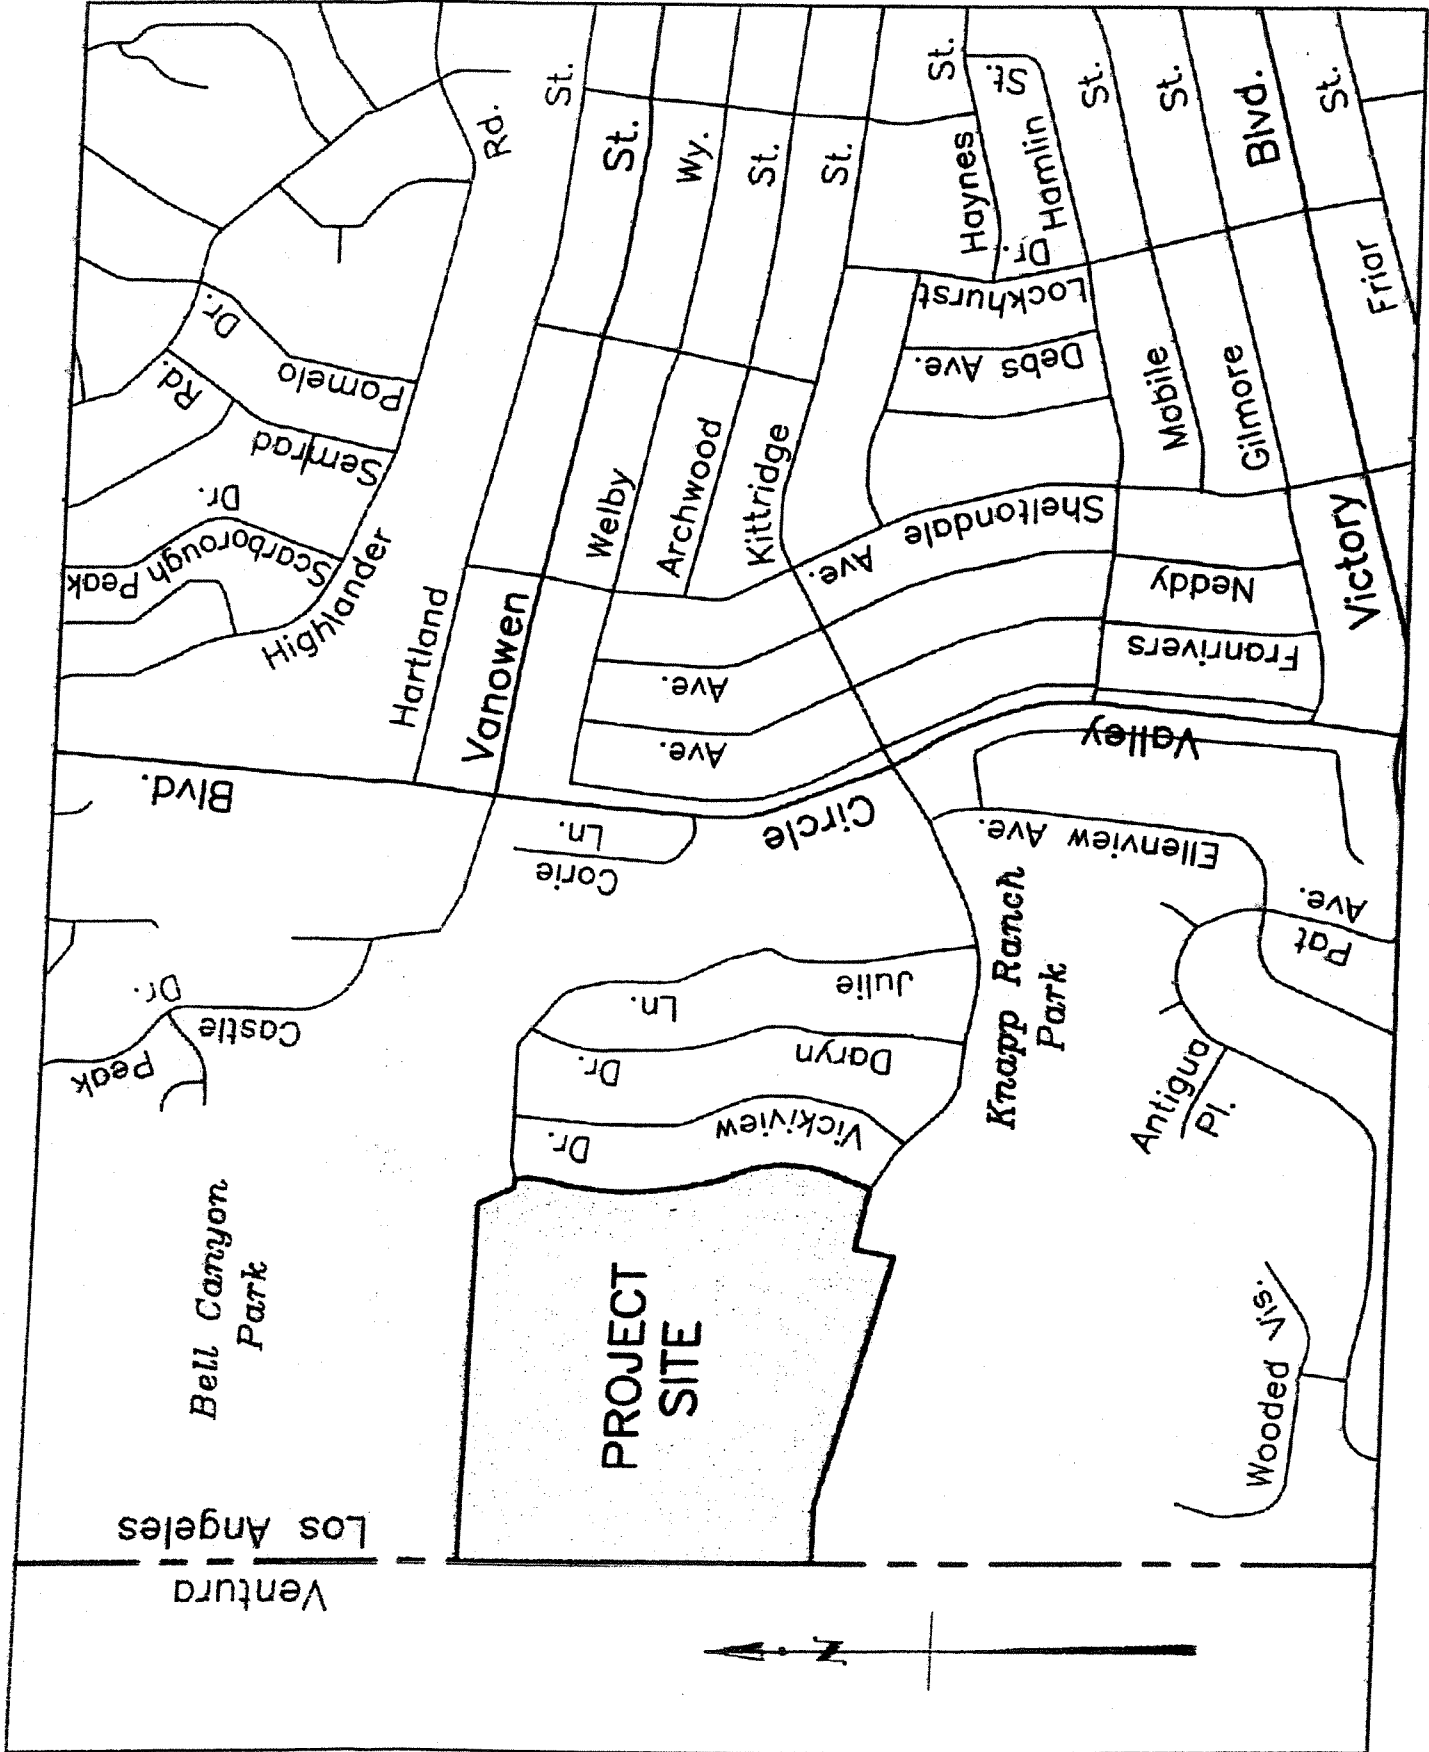 Ventura
Los Angeles
Bell Canyon
Park
Peak
Castle
Dr.
Valley
Circle
Blvd.
Highlander
Rd.
Peak
Scarborough
Dr.
Semrad
Rd.
Pomelo
Dr.
Hartland
St.
Vanowen
St.
Welby
Wy.
Archwood
St.
Kittridge
St.
Haynes
St.
Hamlin
St.
Lockhurst
Dr.
Debs Ave.
Sheltondale
Ave.
Neddy
Ave.
Franrivers
Ave.
Mobile
St.
Gilmore
St.
Victory
Blvd.
Friar
St.
Corie
Ln.
Julie
Ln.
Daryn
Dr.
Vickiview
Dr.
PROJECT
SITE
Knapp Ranch
Park
Ellenview Ave.
Pat
Ave.
Antigua
Pl.
Wooded Vis.
N.